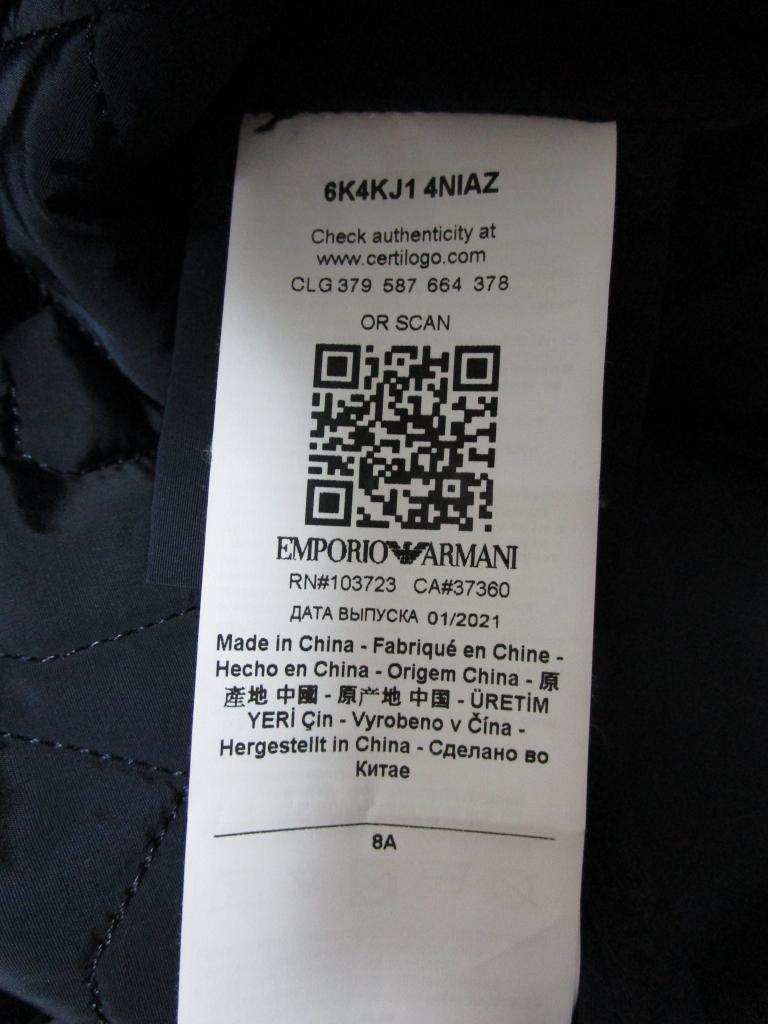 6K4KJ1 4NIAZ
Check authenticity at
www.certilogo.com
CLG 379 587 664 378
OR SCAN
EMPORIO ARMANI
RN#103723 CA#37360
ДАТА ВЫПУСКА 01/2021
Made in China - Fabriqué en Chine -
Hecho en China - Origem China - 原
產地 中國 - 原产地 中国 - ÜRETİM
YERİ Çin - Vyrobeno v Čína -
Hergestellt in China - Сделано во
Китае
8A